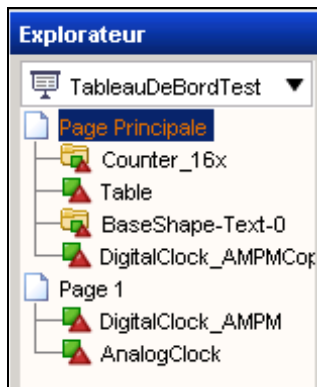 Explorateur
TableauDeBordTest
Page Principale
Counter_16x
Table
BaseShape-Text-0
DigitalClock_AMPMCop
Page 1
DigitalClock_AMPM
AnalogClock